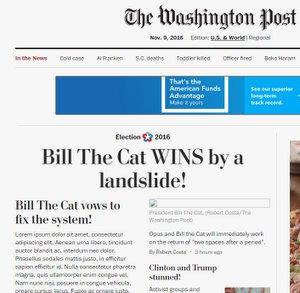 The Washington Post
Nov. 9, 2016 Edition: U.S. & World | Regional
In the News Cold case Al Franken S.C. deaths Toddler killed Officer fired Boko Haram
That's the
American Funds
Advantage
Make it yours
See our superior
long-term
track record.
Election 2016
Bill The Cat WINS by a
landslide!
Bill The Cat vows to
fix the system!
Lorem ipsum dolor sit amet, consectetur
adipiscing elit. Aenean urna libera, tincidunt
auctor blandit ac, interdum nec dolor.
Phasellus sodales mattis justo, in efficitur
sapien efficitur id. Nulla consectetur pharetra
magna, quis ullamcorper enim congue vel.
Nam nunc nisi, posuere in congue vehicula,
ornare cursus lacus. Fusce ac ornare justo,
President Bill The Cat. (Robert Costa/The
Washington Post)
Opus and Bill the Cat will immediately work
on the return of "two spaces after a period".
By Robert Costa • 3 hours ago
Clinton and Trump
stunned!
Activist groups and